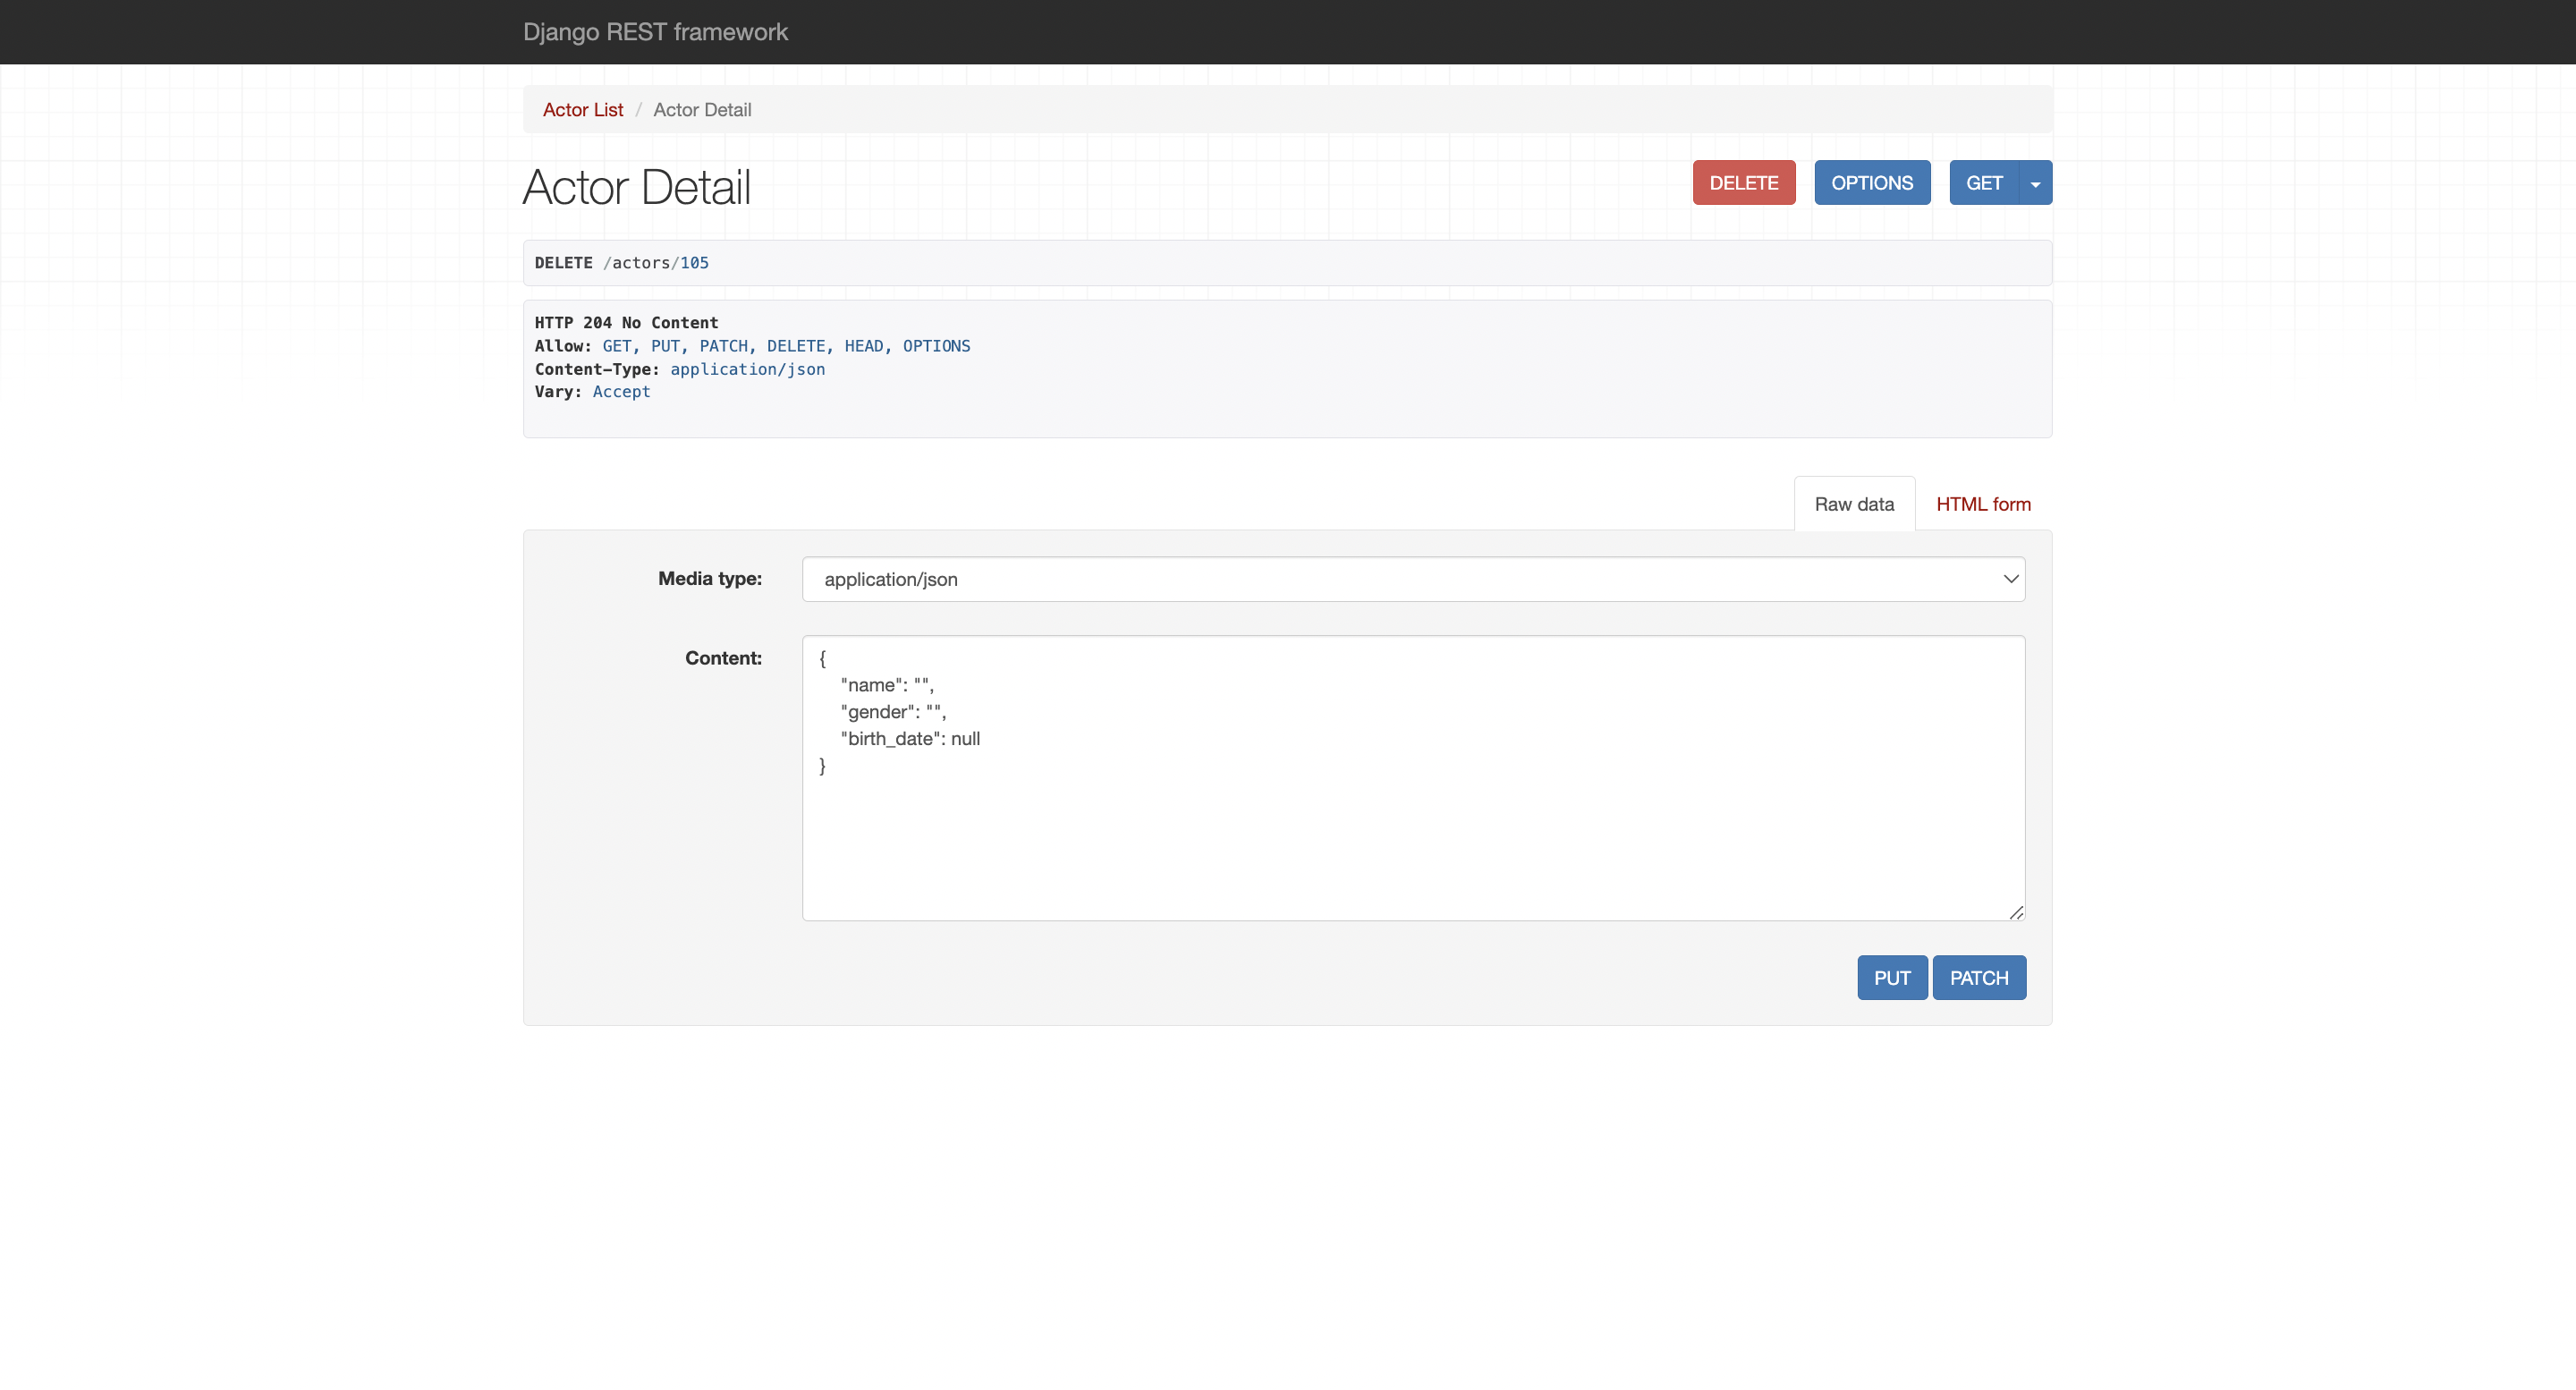 Django REST framework
Actor List / Actor Detail
Actor Detail
DELETE OPTIONS GET
DELETE /actors/105
HTTP 204 No Content
Allow: GET, PUT, PATCH, DELETE, HEAD, OPTIONS
Content-Type: application/json
Vary: Accept
Raw data HTML form
Media type: application/json
Content: {
"name": "",
"gender": "",
"birth_date": null
}
PUT PATCH